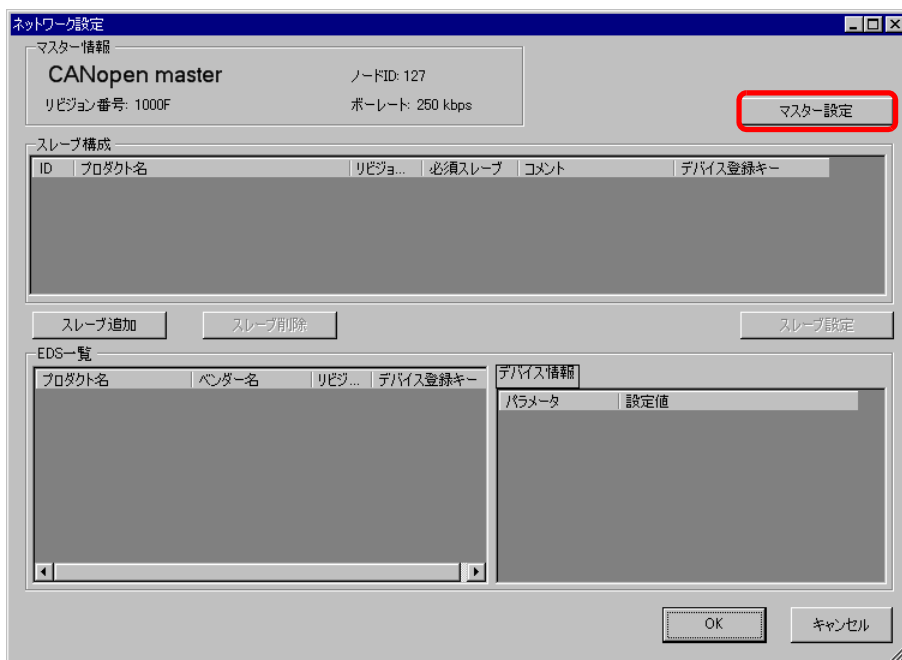 ネットワーク設定
マスター情報
CANopen master
ノードID: 127
リビジョン番号: 1000F
ボーレート: 250 kbps
マスター設定
スレーブ構成
ID プロダクト名 リビジョ... 必須スレーブ コメント デバイス登録キー
スレーブ追加 スレーブ削除 スレーブ設定
EDS一覧
プロダクト名 ベンダー名 リビジ... デバイス登録キー
デバイス情報
パラメータ 設定値
OK キャンセル